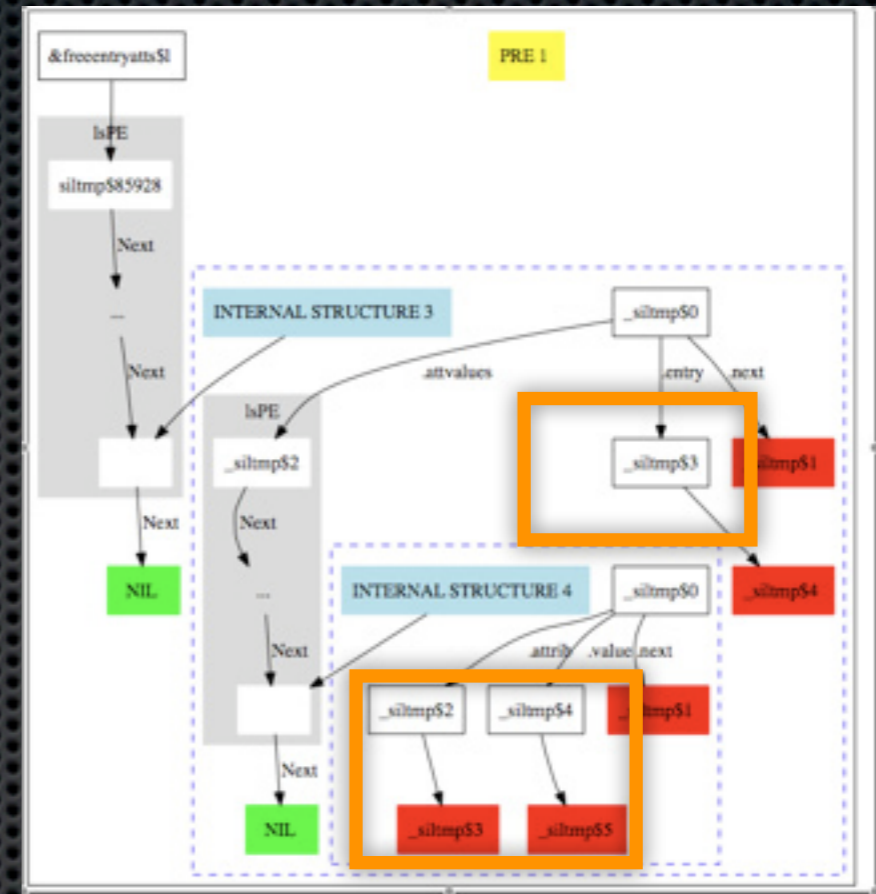 &freeentryatts$l
PRE 1
lsPE
siltmp$85928
Next
...
INTERNAL STRUCTURE 3
_siltmp$0
Next
.attvalues
.entry
.next
lsPE
_siltmp$2
_siltmp$3
_siltmp$1
Next
Next
NIL
...
INTERNAL STRUCTURE 4
_siltmp$0
_siltmp$4
Next
.attrib
.value
.next
_siltmp$2
_siltmp$4
_siltmp$1
Next
NIL
_siltmp$3
_siltmp$5